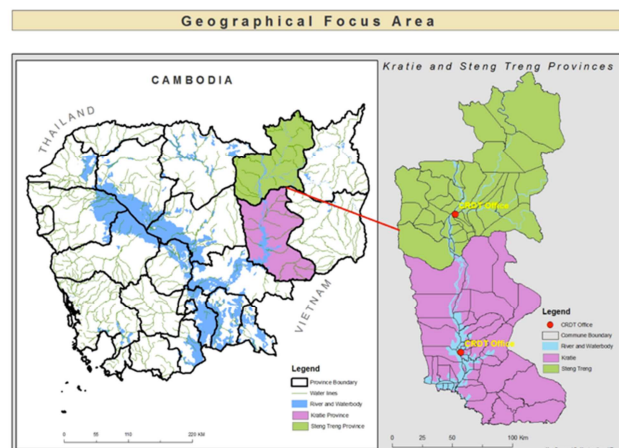 Geographical Focus Area
CAMBODIA
THAILAND
VIETNAM
Legend
Province Boundary
Water lines
River and Waterbody
Kratie Province
Steng Treng Province
0 55 110 220 KM
Kratie and Steng Treng Provinces
CRDT Office
CRDT Office
Legend
CRDT Office
Commune Boundary
River and Waterbody
Kratie
Steng Treng
0 25 50 100 Km